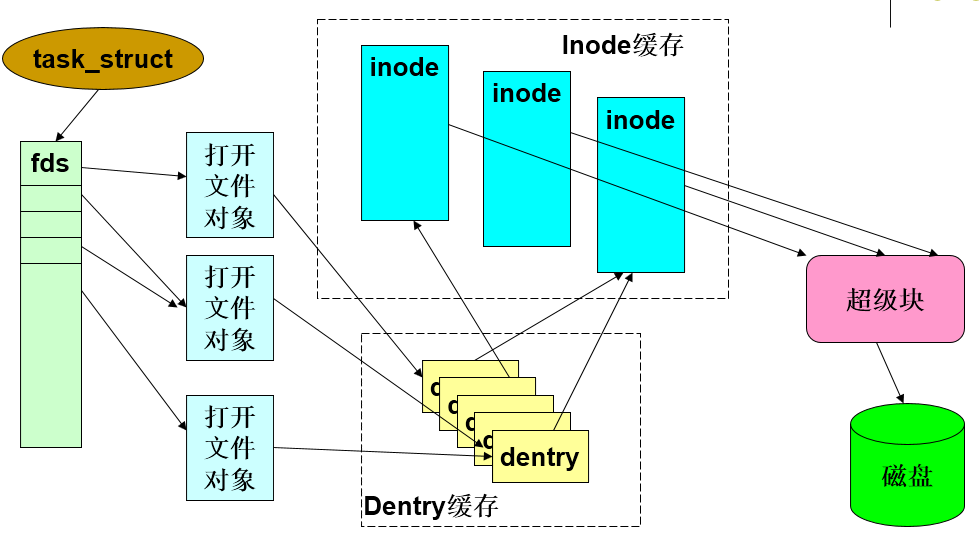 task_struct
fds
打开
文件
对象
打开
文件
对象
打开
文件
对象
Inode缓存
inode
inode
inode
d
d
d
d
dentry
Dentry缓存
超级块
磁盘